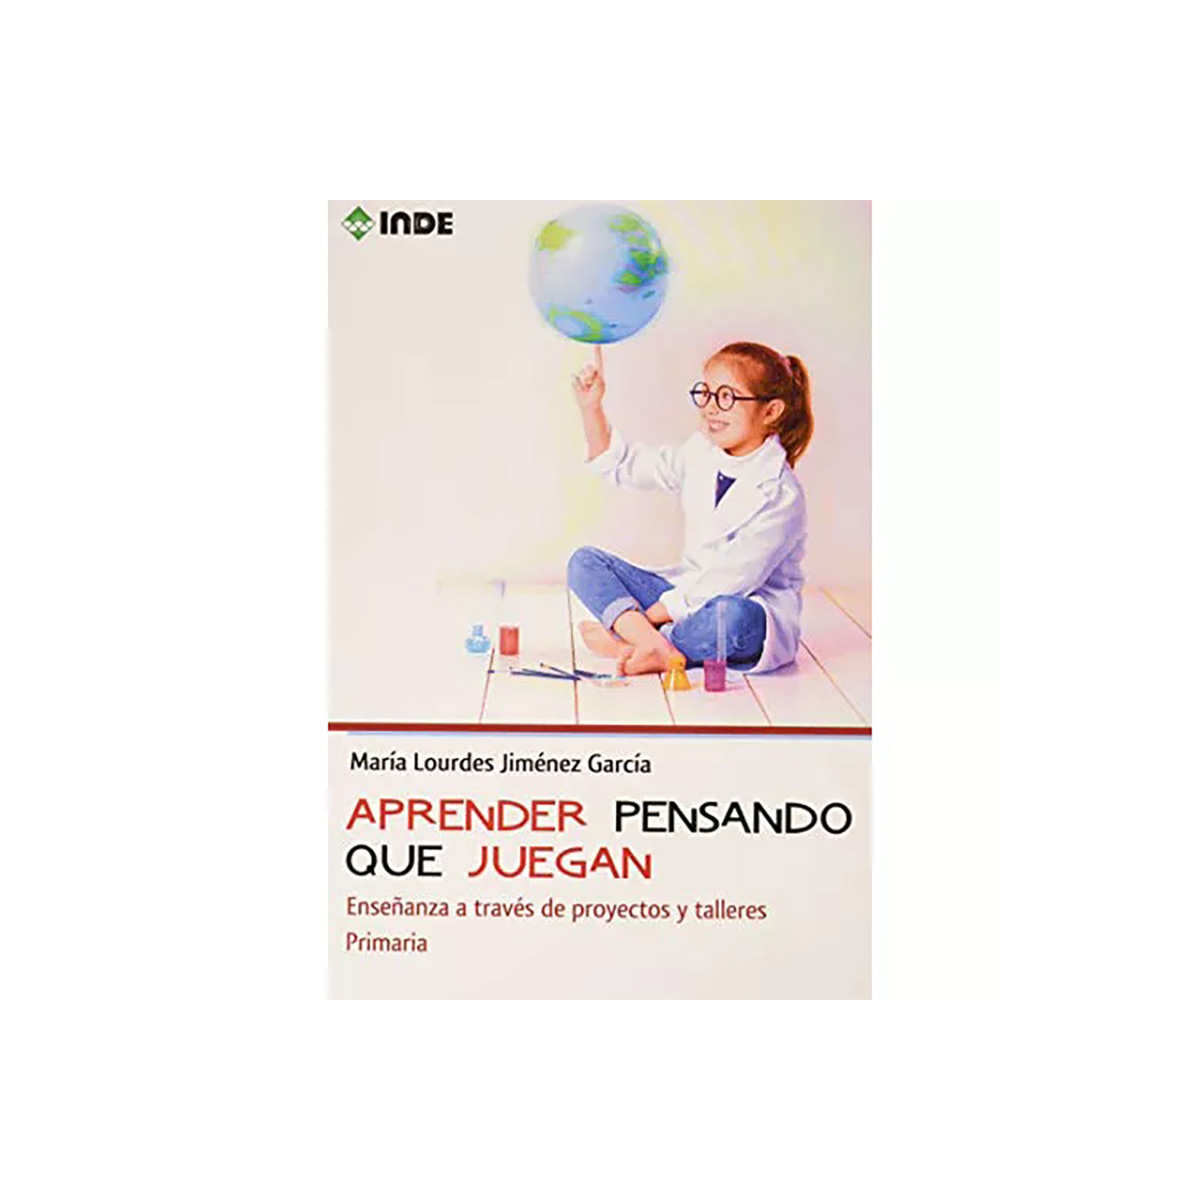 INDE
María Lourdes Jiménez García
APRENDER PENSANDO
QUE JUEGAN
Enseñanza a través de proyectos y talleres
Primaria